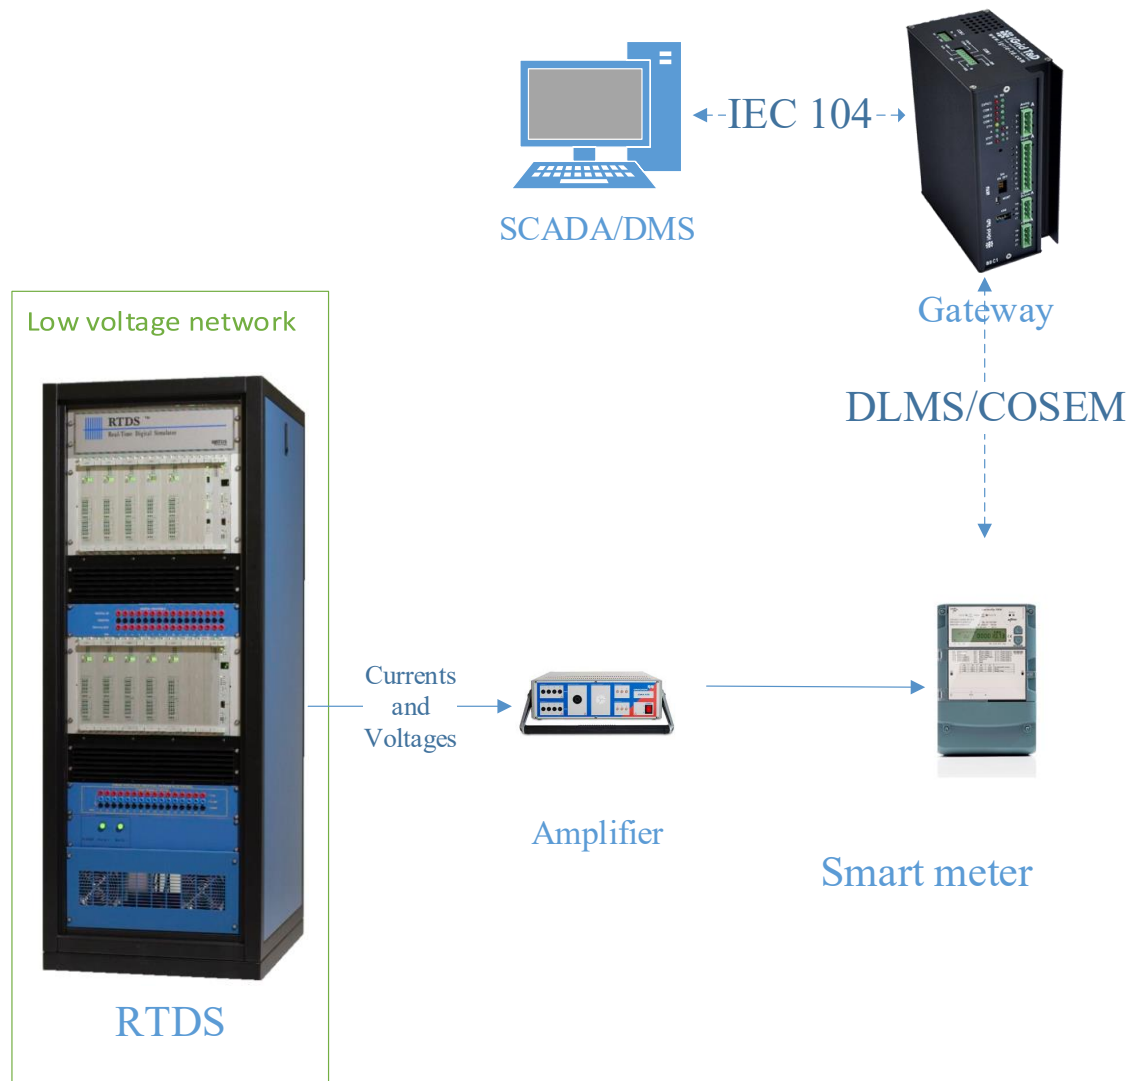 IEC 104
iGrid T&D
SCADA/DMS
Gateway
Low voltage network
DLMS/COSEM
RTDS
Real-Time Digital Simulator
Currents
and
Voltages
Amplifier
Smart meter
RTDS